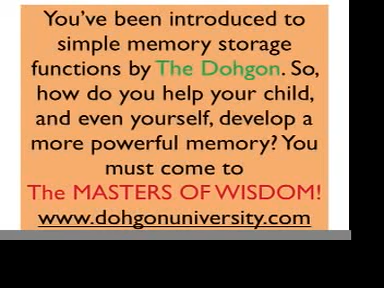 You've been introduced to
simple memory storage
functions by The Dohgon. So,
how do you help your child,
and even yourself, develop a
more powerful memory? You
must come to
The MASTERS OF WISDOM!
www.dohgonuniversity.com